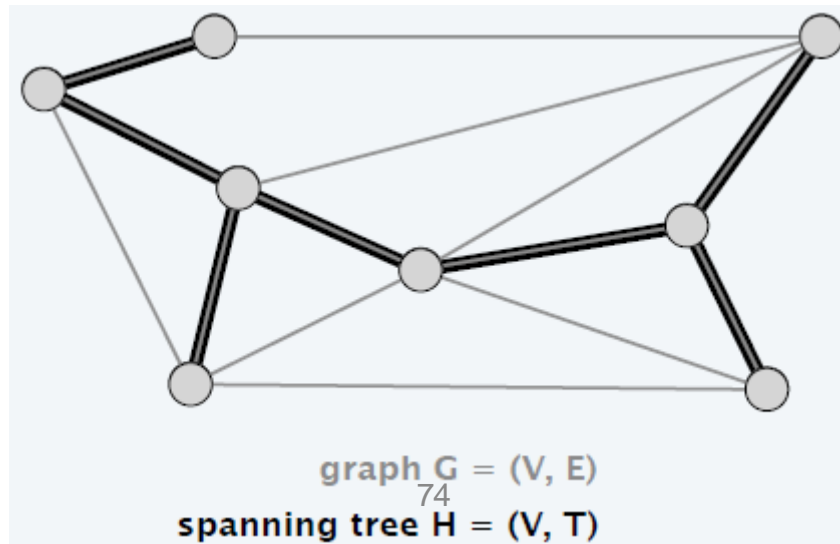 graph G = (V, E)
74
spanning tree H = (V, T)